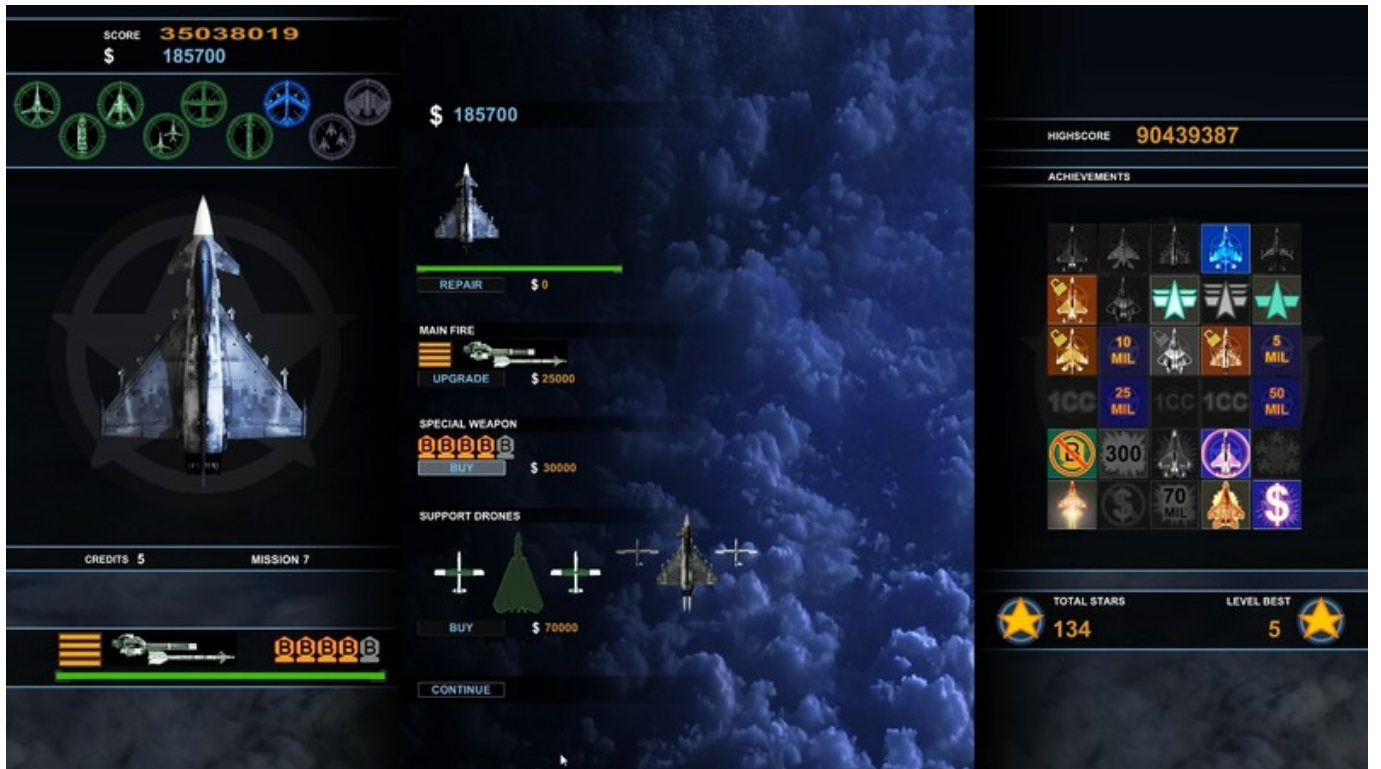 SCORE 35038019
$ 185700
CREDITS 5 MISSION 7
B B B B B
$ 185700
REPAIR $ 0
MAIN FIRE
UPGRADE $ 25000
SPECIAL WEAPON
B B B B B
BUY $ 30000
SUPPORT DRONES
BUY $ 70000
CONTINUE
HIGHSCORE 90439387
ACHIEVEMENTS
10 MIL
5 MIL
1CC 25 MIL 1CC 1CC 50 MIL
B 300
$ 70 MIL $
TOTAL STARS LEVEL BEST
134 5